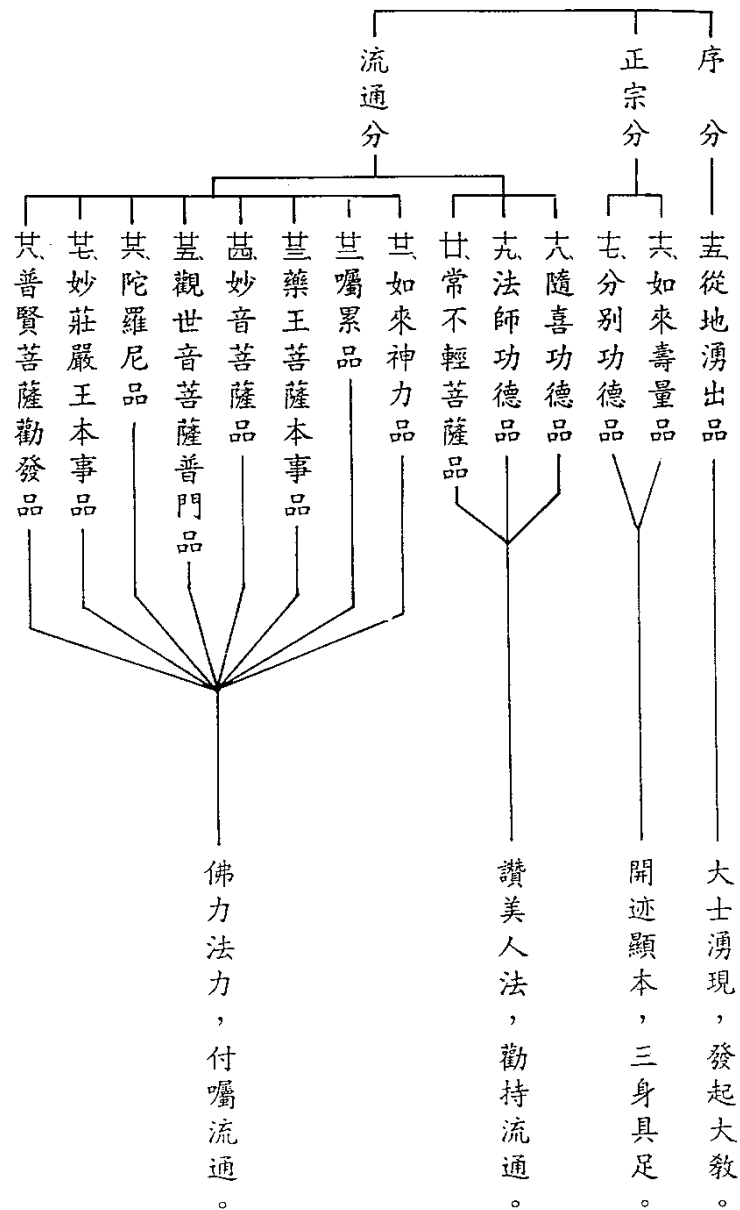 序分
正宗分
流通分
十五、從地湧出品
十六、如來壽量品
十七、分別功德品
十八、隨喜功德品
十九、法師功德品
廿、常不輕菩薩品
廿一、如來神力品
廿二、囑累品
廿三、藥王菩薩本事品
廿四、妙音菩薩品
廿五、觀世音菩薩普門品
廿六、陀羅尼品
廿七、妙莊嚴王本事品
廿八、普賢菩薩勸發品
大士湧現，發起大敎。
開迹顯本，三身具足。
讚美人法，勸持流通。
佛力法力，付囑流通。